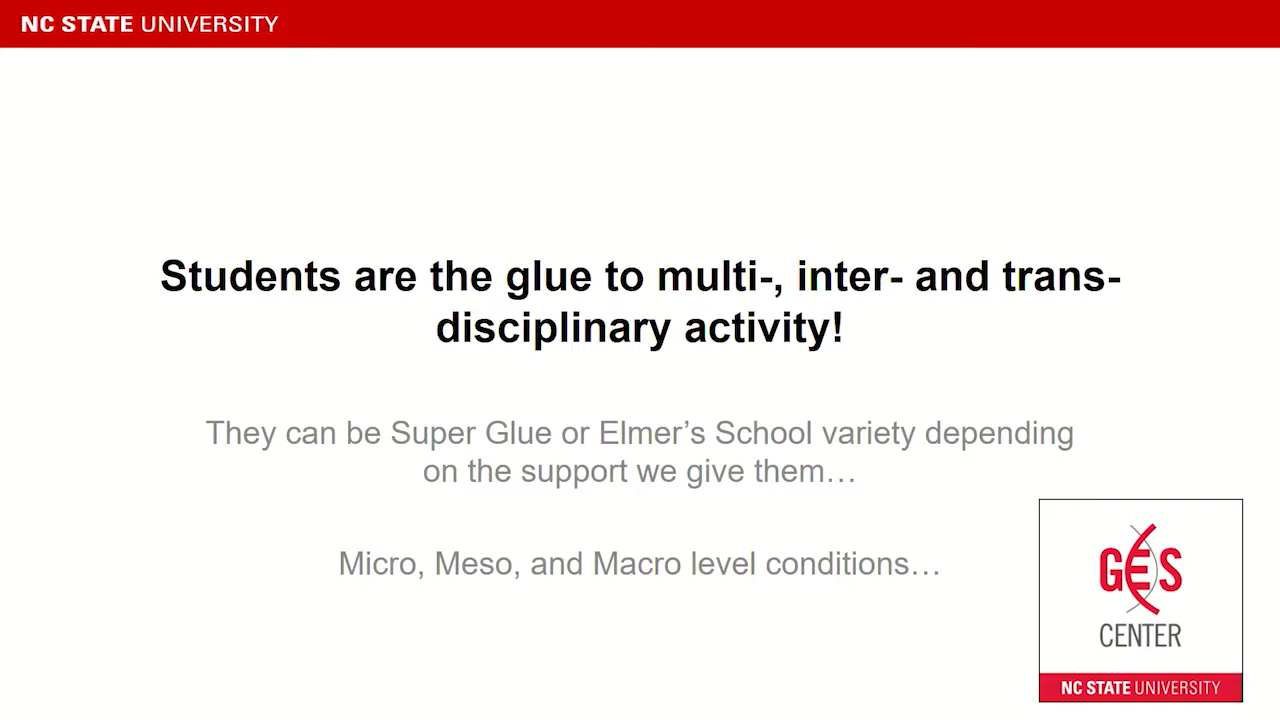 NC STATE UNIVERSITY
Students are the glue to multi-, inter- and trans-
disciplinary activity!
They can be Super Glue or Elmer’s School variety depending
on the support we give them…
Micro, Meso, and Macro level conditions…
GES
CENTER
NC STATE UNIVERSITY